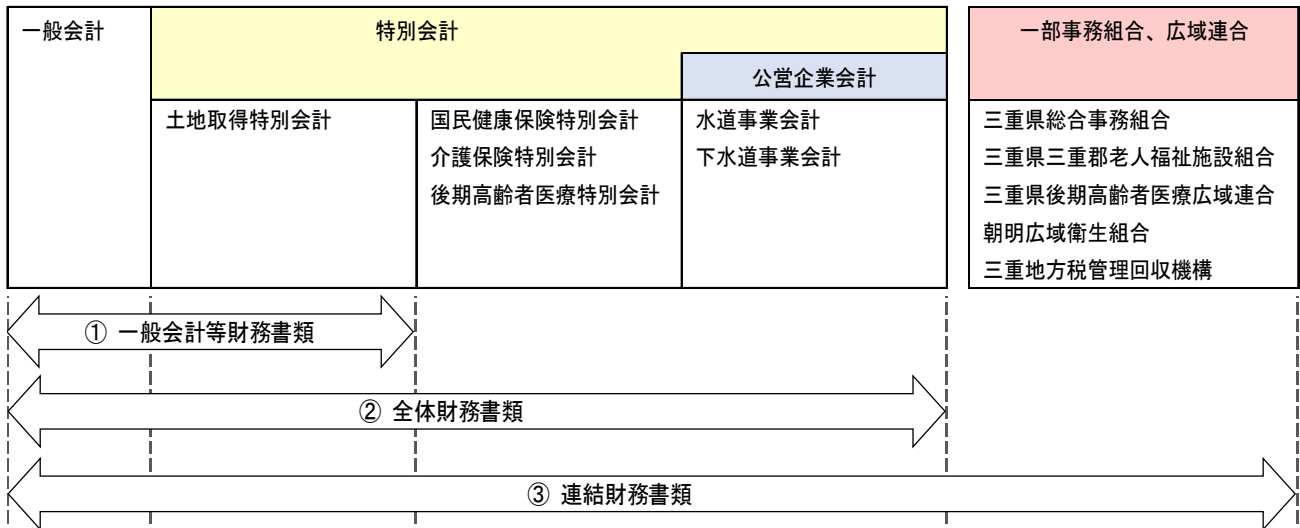 一般会計
特別会計
公営企業会計
一部事務組合、広域連合
土地取得特別会計
国民健康保険特別会計
介護保険特別会計
後期高齢者医療特別会計
水道事業会計
下水道事業会計
三重県総合事務組合
三重県三重郡老人福祉施設組合
三重県後期高齢者医療広域連合
朝明広域衛生組合
三重地方税管理回収機構
① 一般会計等財務書類
② 全体財務書類
③ 連結財務書類